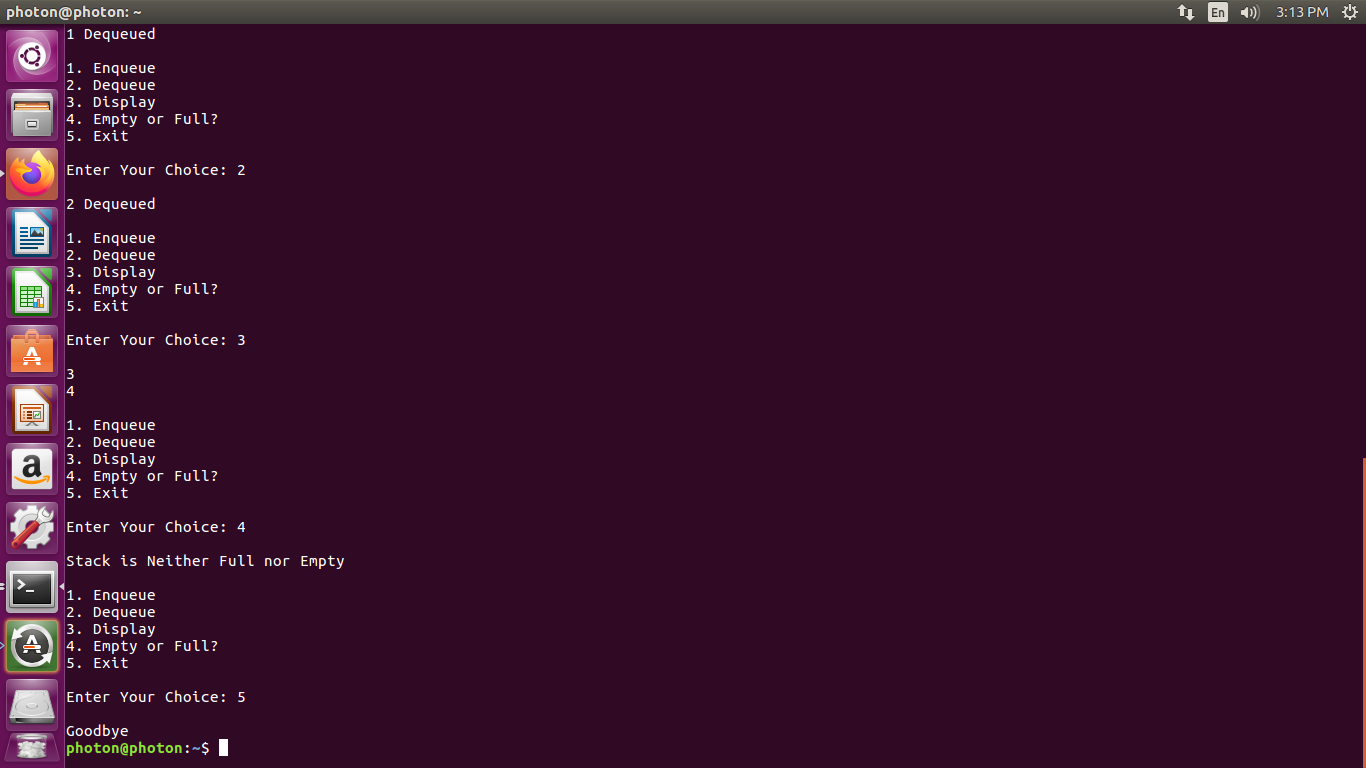 photon@photon: ~
En
3:13 PM
1 Dequeued
1. Enqueue
2. Dequeue
3. Display
4. Empty or Full?
5. Exit
Enter Your Choice: 2
2 Dequeued
1. Enqueue
2. Dequeue
3. Display
4. Empty or Full?
5. Exit
Enter Your Choice: 3
3
4
1. Enqueue
2. Dequeue
3. Display
4. Empty or Full?
5. Exit
Enter Your Choice: 4
Stack is Neither Full nor Empty
1. Enqueue
2. Dequeue
3. Display
4. Empty or Full?
5. Exit
Enter Your Choice: 5
Goodbye
photon@photon:~$